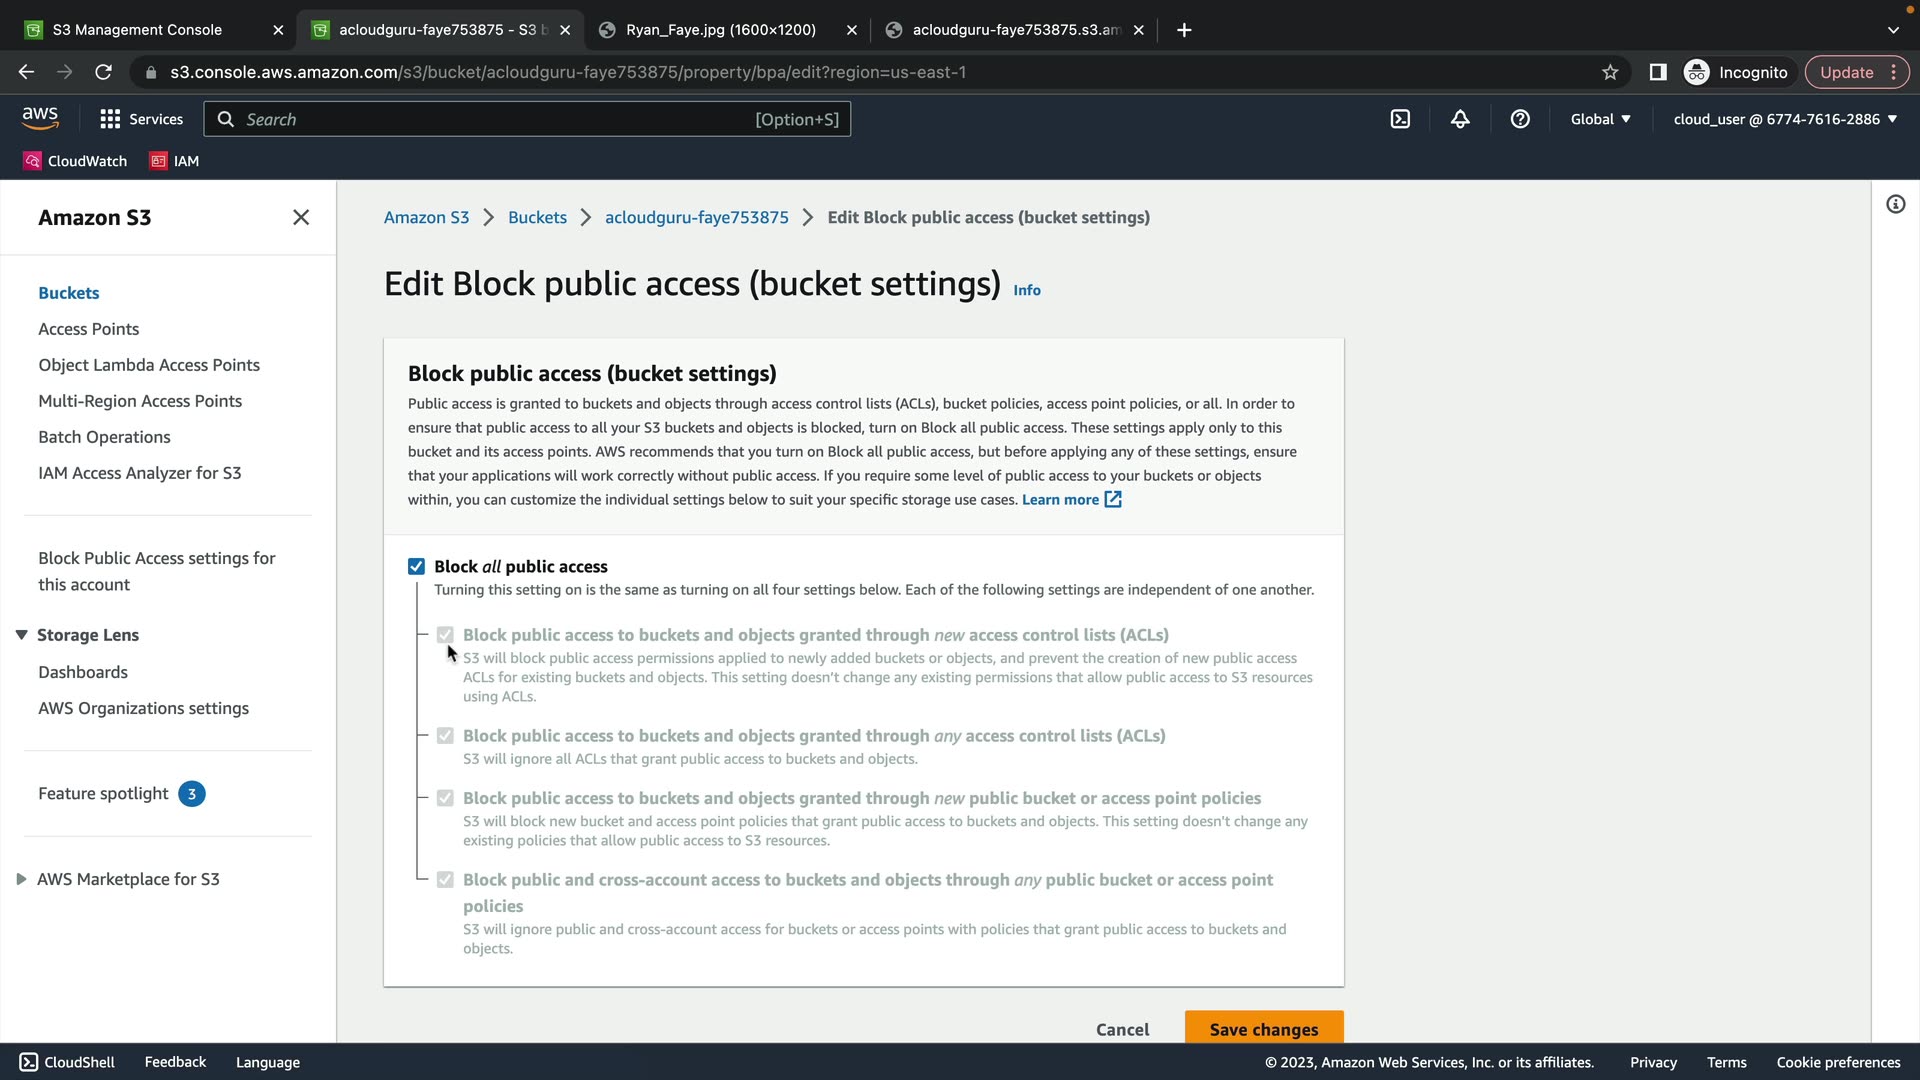 S3 Management Console
acloudguru-faye753875 - S3 b
Ryan_Faye.jpg (1600×1200)
acloudguru-faye753875.s3.am
s3.console.aws.amazon.com/s3/bucket/acloudguru-faye753875/property/bpa/edit?region=us-east-1
Incognito
Update
aws
Services
Search
[Option+S]
Global
cloud_user @ 6774-7616-2886
CloudWatch
IAM
Amazon S3
Buckets
Access Points
Object Lambda Access Points
Multi-Region Access Points
Batch Operations
IAM Access Analyzer for S3
Block Public Access settings for
this account
Storage Lens
Dashboards
AWS Organizations settings
Feature spotlight 3
AWS Marketplace for S3
Amazon S3 > Buckets > acloudguru-faye753875 > Edit Block public access (bucket settings)
Edit Block public access (bucket settings) Info
Block public access (bucket settings)
Public access is granted to buckets and objects through access control lists (ACLs), bucket policies, access point policies, or all. In order to
ensure that public access to all your S3 buckets and objects is blocked, turn on Block all public access. These settings apply only to this
bucket and its access points. AWS recommends that you turn on Block all public access, but before applying any of these settings, ensure
that your applications will work correctly without public access. If you require some level of public access to your buckets or objects
within, you can customize the individual settings below to suit your specific storage use cases. Learn more
Block all public access
Turning this setting on is the same as turning on all four settings below. Each of the following settings are independent of one another.
Block public access to buckets and objects granted through new access control lists (ACLs)
S3 will block public access permissions applied to newly added buckets or objects, and prevent the creation of new public access
ACLs for existing buckets and objects. This setting doesn't change any existing permissions that allow public access to S3 resources
using ACLs.
Block public access to buckets and objects granted through any access control lists (ACLs)
S3 will ignore all ACLs that grant public access to buckets and objects.
Block public access to buckets and objects granted through new public bucket or access point policies
S3 will block new bucket and access point policies that grant public access to buckets and objects. This setting doesn't change any
existing policies that allow public access to S3 resources.
Block public and cross-account access to buckets and objects through any public bucket or access point
policies
S3 will ignore public and cross-account access for buckets or access points with policies that grant public access to buckets and
objects.
Cancel
Save changes
CloudShell
Feedback
Language
© 2023, Amazon Web Services, Inc. or its affiliates.
Privacy
Terms
Cookie preferences